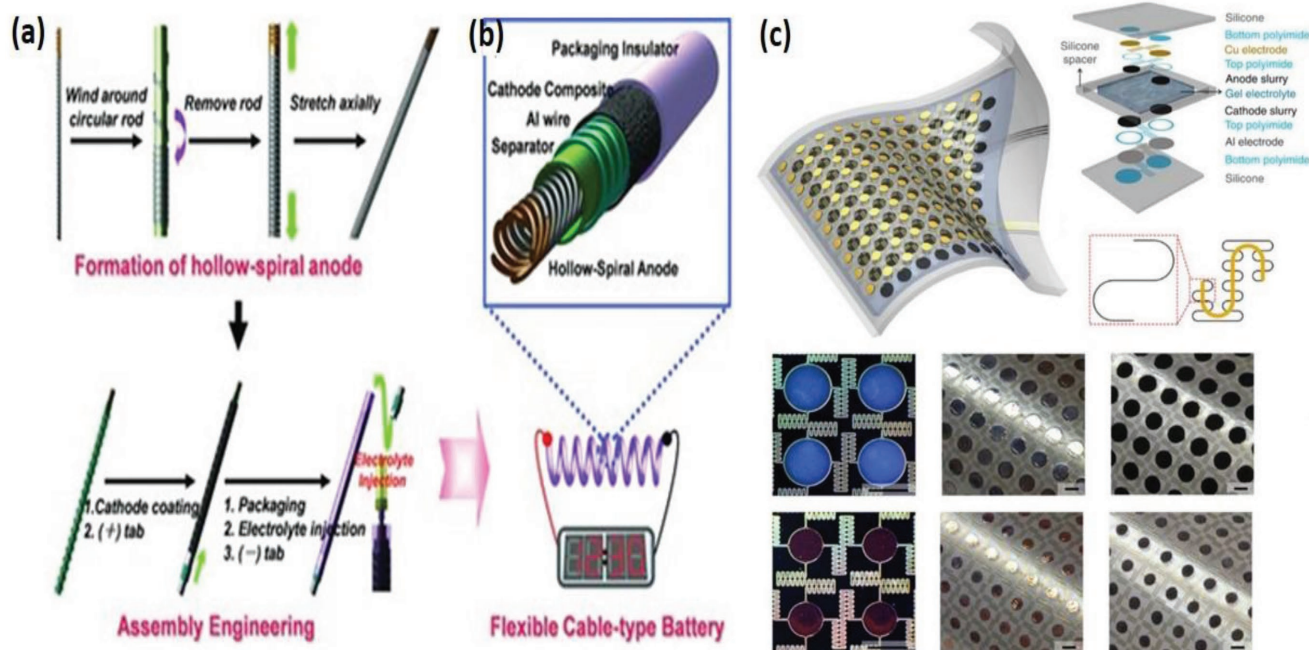 (a)
Wind around
circular rod
Remove rod
Stretch axially
Formation of hollow-spiral anode
1.Cathode coating
2. (+) tab
1. Packaging
2. Electrolyte injection
3. (−) tab
Electrolyte
Injection
Assembly Engineering
(b)
Packaging Insulator
Cathode Composite
Al wire
Separator
Hollow-Spiral Anode
Flexible Cable-type Battery
(c)
Silicone
Bottom polyimide
Cu electrode
Top polyimide
Silicone
spacer
Anode slurry
Gel electrolyte
Cathode slurry
Top polyimide
Al electrode
Bottom polyimide
Silicone